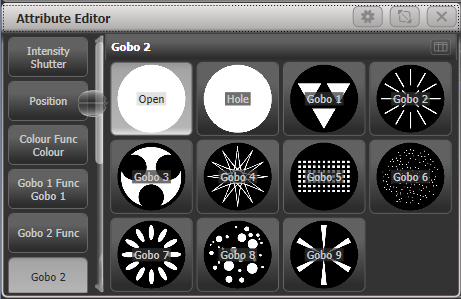 Attribute Editor
Intensity
Shutter
Position
Colour Func
Colour
Gobo 1 Func
Gobo 1
Gobo 2 Func
Gobo 2
Gobo 2
Open
Hole
Gobo 1
Gobo 2
Gobo 3
Gobo 4
Gobo 5
Gobo 6
Gobo 7
Gobo 8
Gobo 9